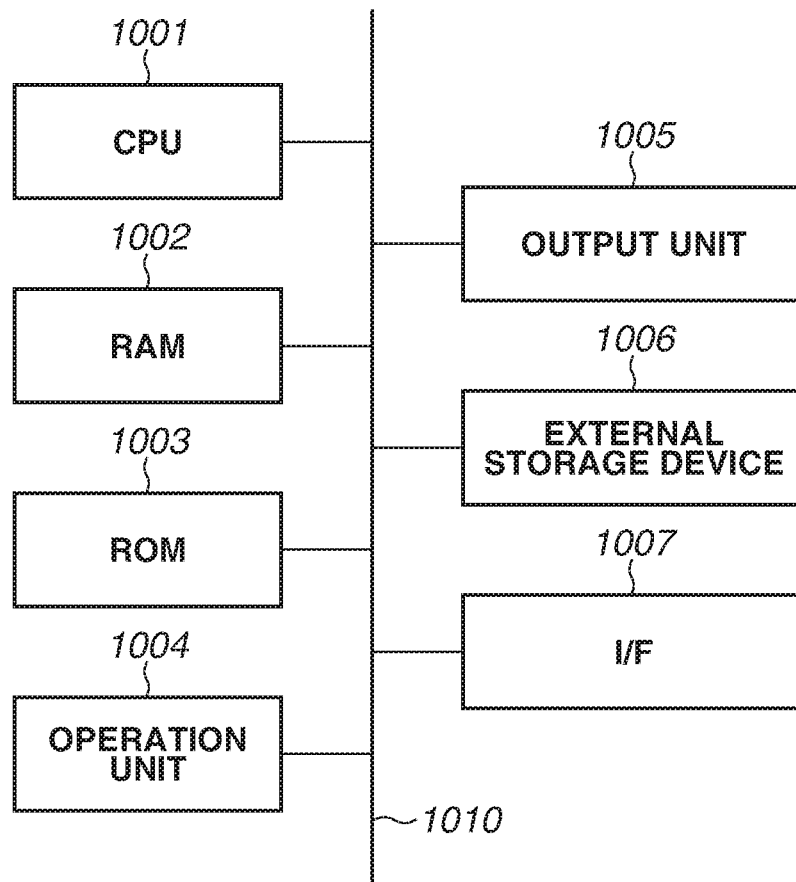 1001
CPU
1002
RAM
1003
ROM
1004
OPERATION
UNIT
1005
OUTPUT UNIT
1006
EXTERNAL
STORAGE DEVICE
1007
I/F
1010